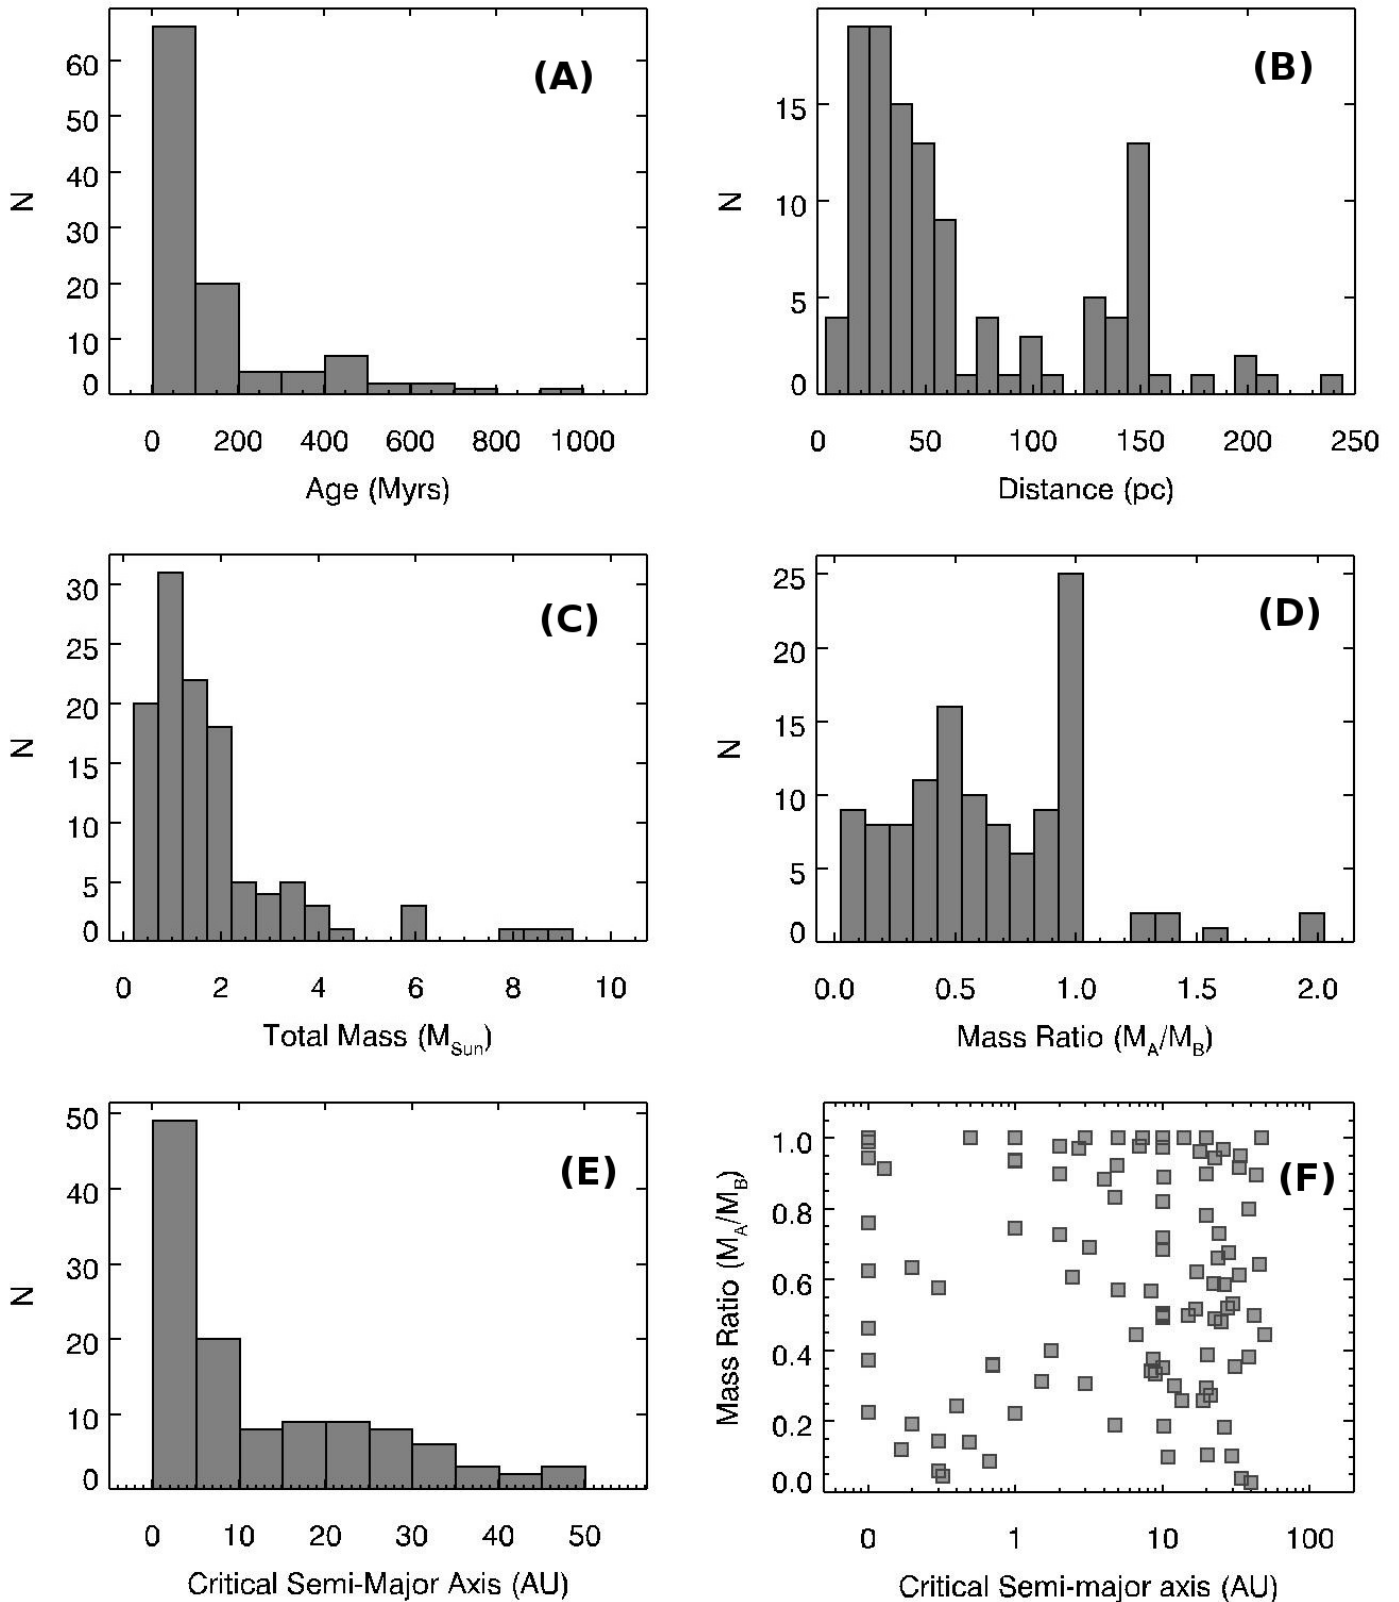 60
50
40
30
20
10
0
N
(A)
0 200 400 600 800 1000
Age (Myrs)
15
10
5
0
N
(B)
0 50 100 150 200 250
Distance (pc)
30
25
20
15
10
5
0
N
(C)
0 2 4 6 8 10
Total Mass (M_Sun)
25
20
15
10
5
0
N
(D)
0.0 0.5 1.0 1.5 2.0
Mass Ratio (M_A/M_B)
50
40
30
20
10
0
N
(E)
0 10 20 30 40 50
Critical Semi-Major Axis (AU)
1.0
0.8
0.6
0.4
0.2
0.0
Mass Ratio (M_A/M_B)
(F)
0 1 10 100
Critical Semi-major axis (AU)